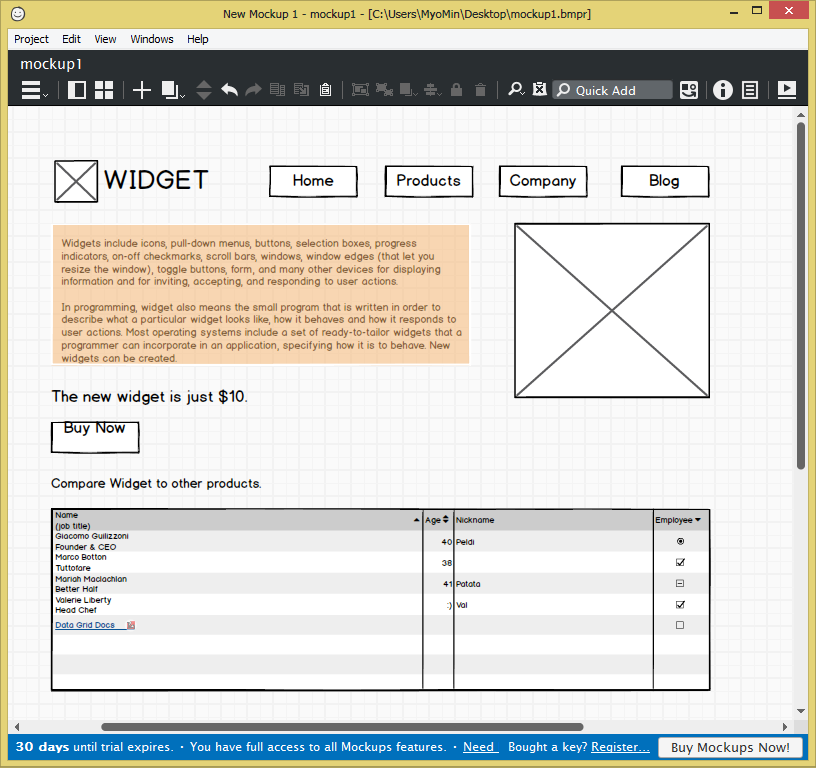 New Mockup 1 - mockup1 - [C:\Users\MyoMin\Desktop\mockup1.bmpr]
Project Edit View Windows Help
mockup1
Quick Add
WIDGET Home Products Company Blog
Widgets include icons, pull-down menus, buttons, selection boxes, progress
indicators, on-off checkmarks, scroll bars, windows, window edges (that let you
resize the window), toggle buttons, form, and many other devices for displaying
information and for inviting, accepting, and responding to user actions.
In programming, widget also means the small program that is written in order to
describe what a particular widget looks like, how it behaves and how it responds to
user actions. Most operating systems include a set of ready-to-tailor widgets that a
programmer can incorporate in an application, specifying how it is to behave. New
widgets can be created.
The new widget is just $10.
Buy Now
Compare Widget to other products.
Name
(job title) Age Nickname Employee
Giacomo Guilizzoni
Founder & CEO 40 Peldi
Marco Botton
Tuttofare 38
Mariah Maclachlan
Better Half 41 Patata
Valerie Liberty
Head Chef :) Val
Data Grid Docs
30 days until trial expires. · You have full access to all Mockups features. · Need Bought a key? Register... Buy Mockups Now!